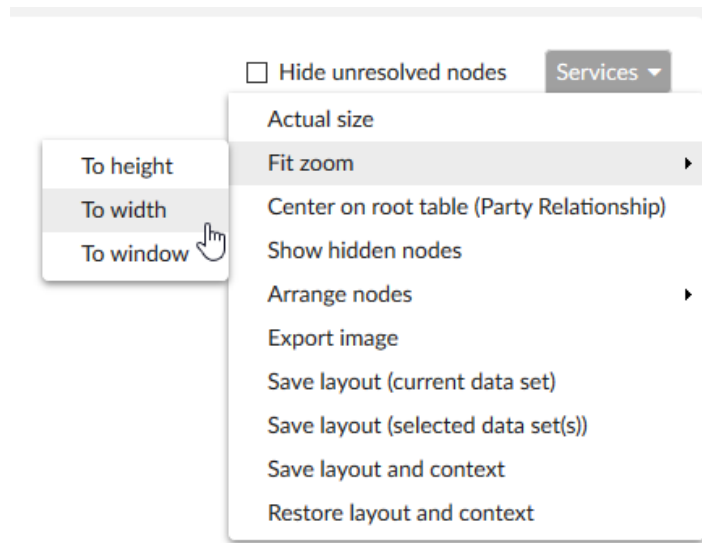 Hide unresolved nodes
Services
Actual size
Fit zoom
To height
To width
To window
Center on root table (Party Relationship)
Show hidden nodes
Arrange nodes
Export image
Save layout (current data set)
Save layout (selected data set(s))
Save layout and context
Restore layout and context